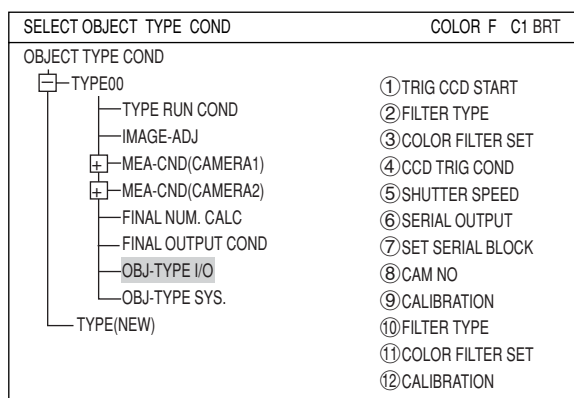 SELECT OBJECT TYPE COND COLOR F C1 BRT
OBJECT TYPE COND
TYPE00
TYPE RUN COND
IMAGE-ADJ
+ MEA-CND(CAMERA1)
+ MEA-CND(CAMERA2)
FINAL NUM. CALC
FINAL OUTPUT COND
OBJ-TYPE I/O
OBJ-TYPE SYS.
TYPE(NEW)
①TRIG CCD START
②FILTER TYPE
③COLOR FILTER SET
④CCD TRIG COND
⑤SHUTTER SPEED
⑥SERIAL OUTPUT
⑦SET SERIAL BLOCK
⑧CAM NO
⑨CALIBRATION
⑩FILTER TYPE
⑪COLOR FILTER SET
⑫CALIBRATION